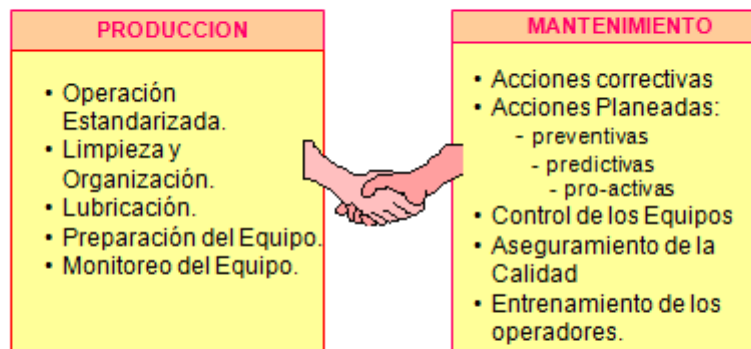 PRODUCCION
• Operación
Estandarizada.
• Limpieza y
Organización.
• Lubricación.
• Preparación del Equipo.
• Monitoreo del Equipo.
MANTENIMIENTO
• Acciones correctivas
• Acciones Planeadas:
- preventivas
- predictivas
- pro-activas
• Control de los Equipos
• Aseguramiento de la
Calidad
• Entrenamiento de los
operadores.